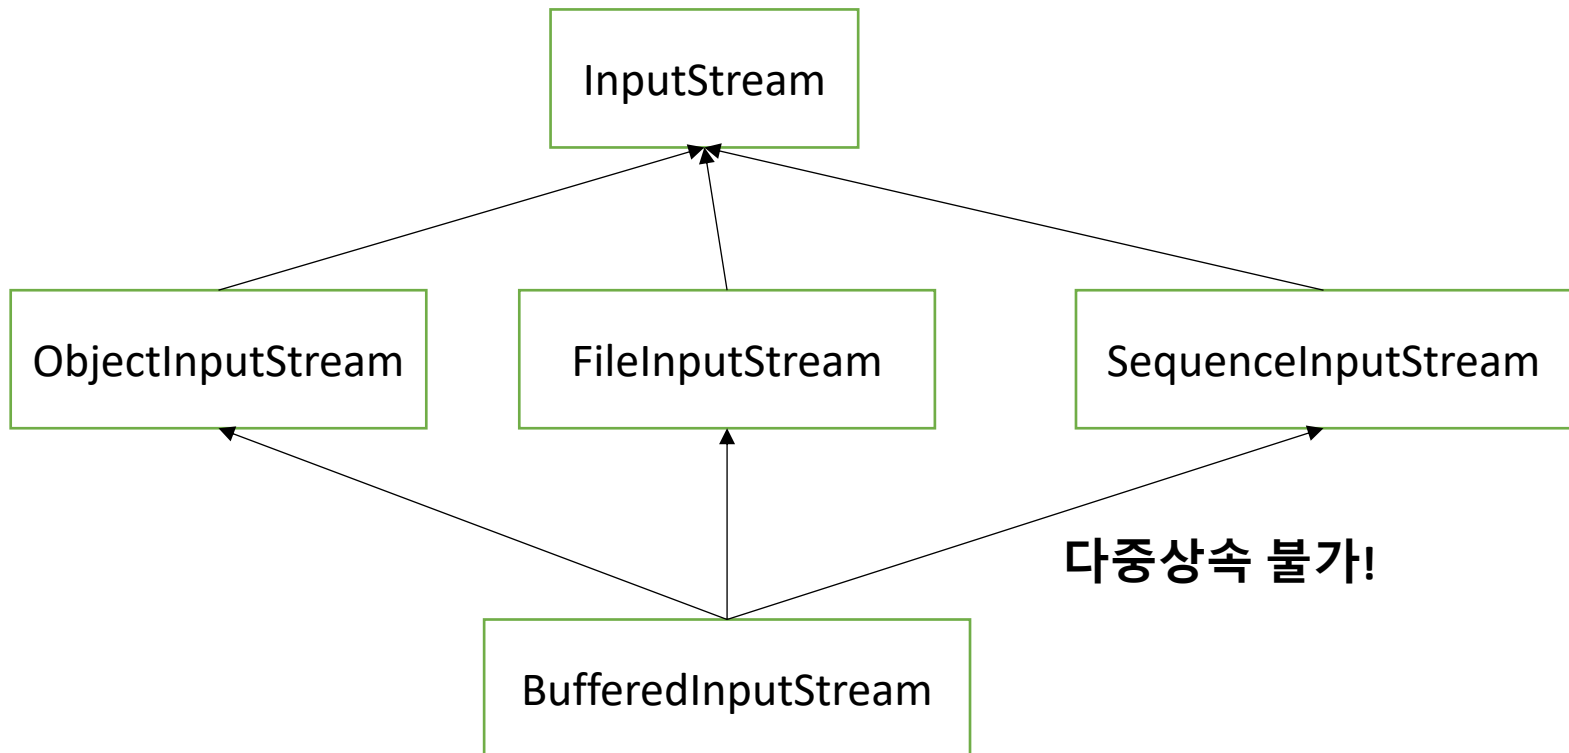 InputStream
ObjectInputStream
FileInputStream
SequenceInputStream
다중상속 불가!
BufferedInputStream